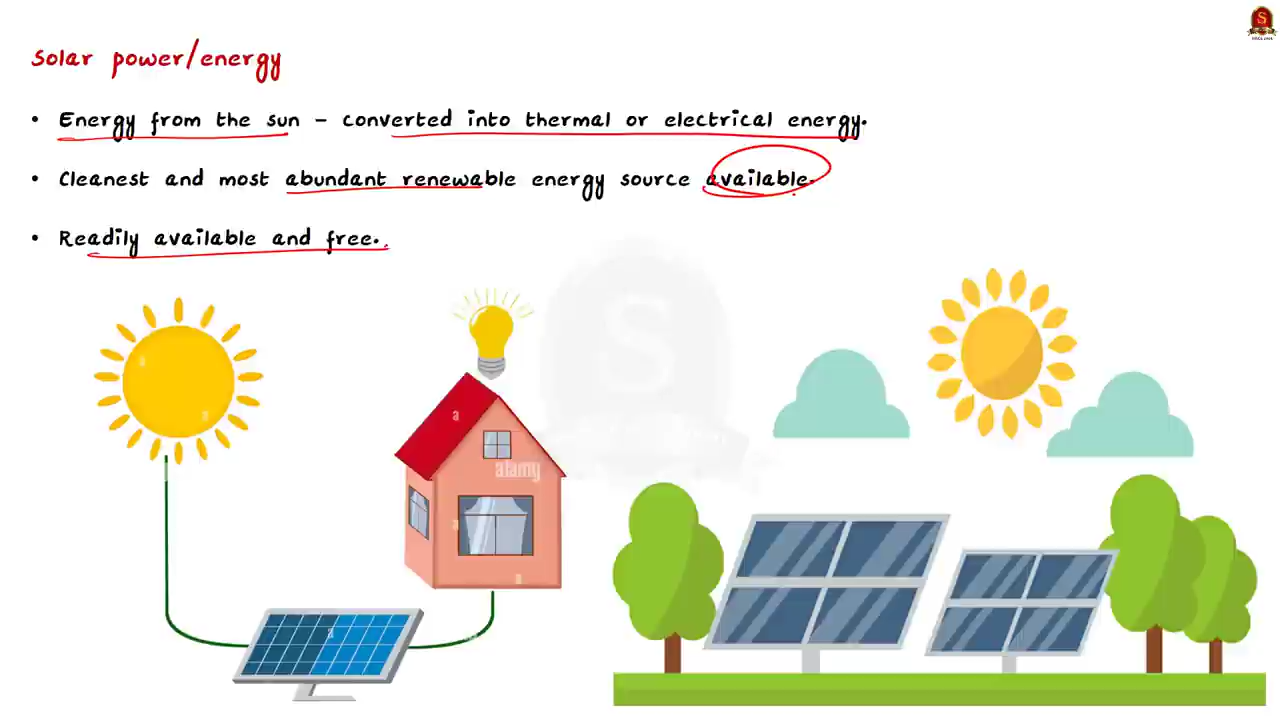 Solar power/energy
• Energy from the sun – converted into thermal or electrical energy.
• Cleanest and most abundant renewable energy source available.
• Readily available and free.
S
S
a
a
a
alamy
a
a
a